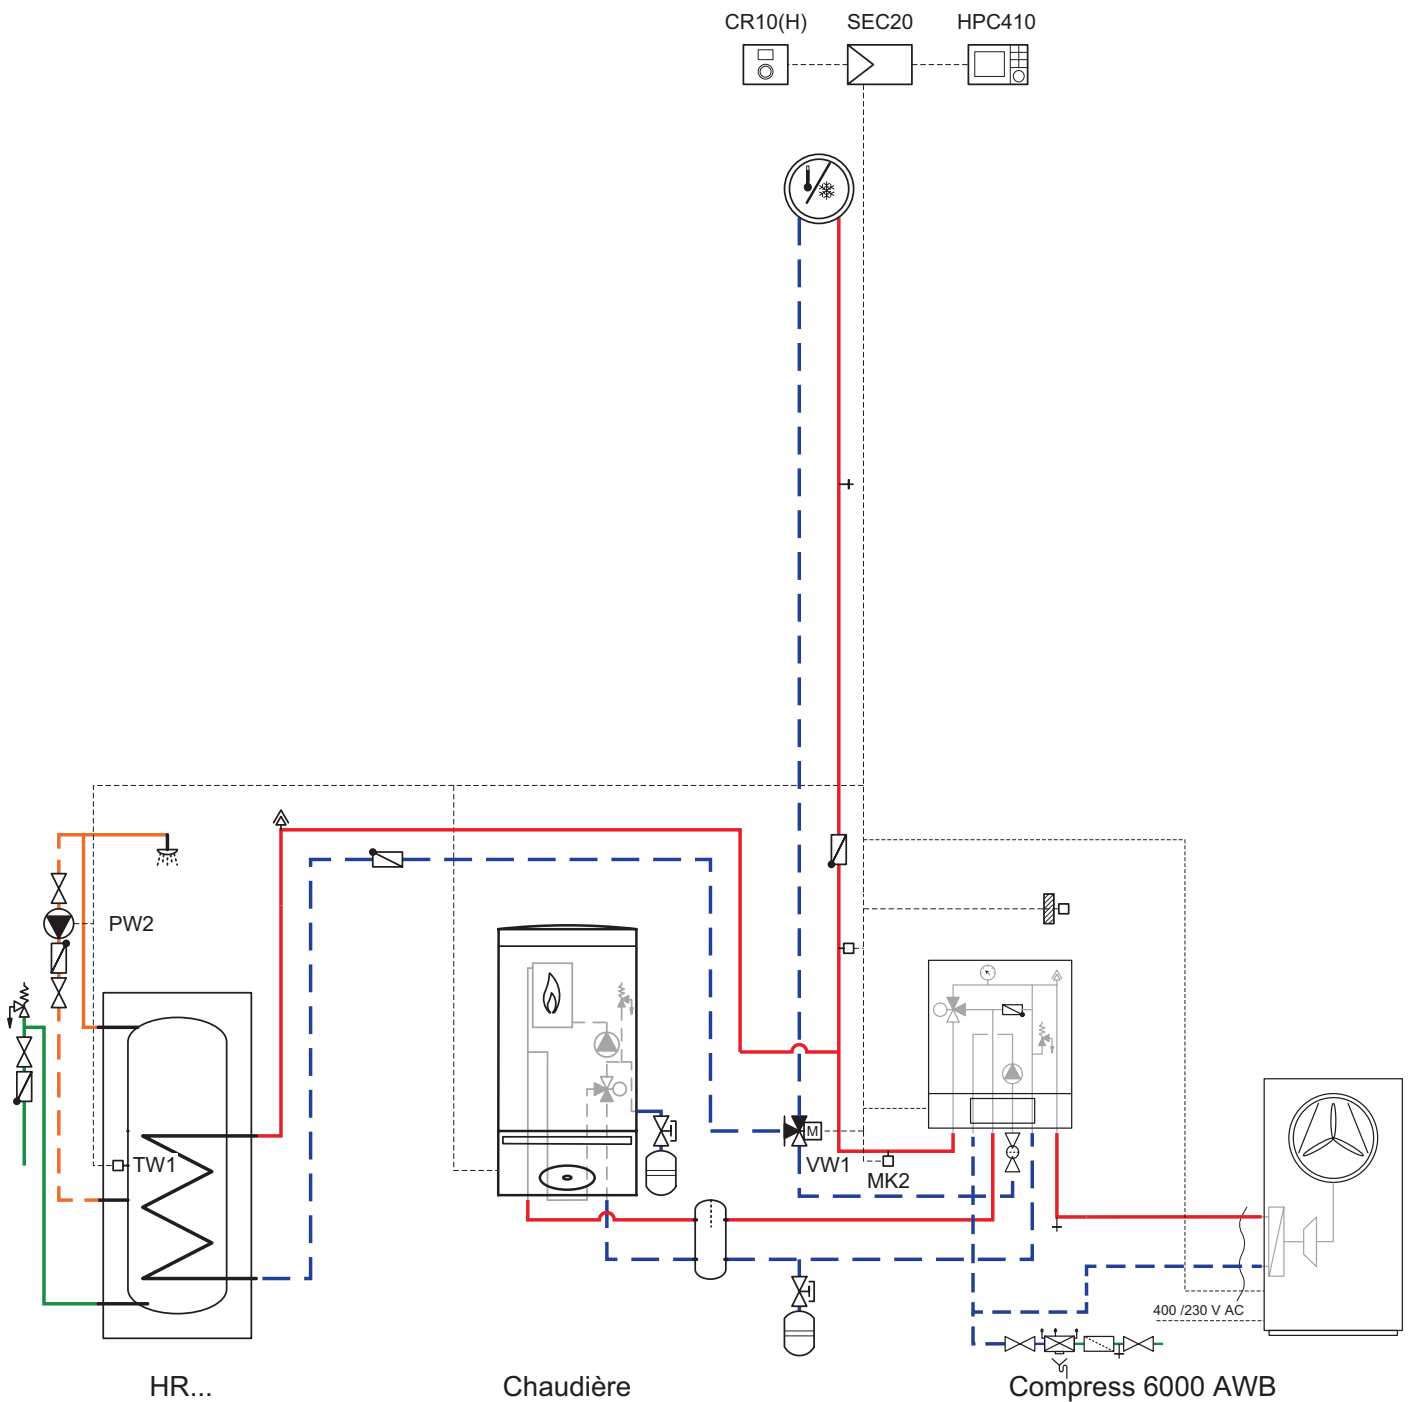 CR10(H) SEC20 HPC410
PW2
M
TW1
VW1
MK2
400 /230 V AC
HR... Chaudière Compress 6000 AWB